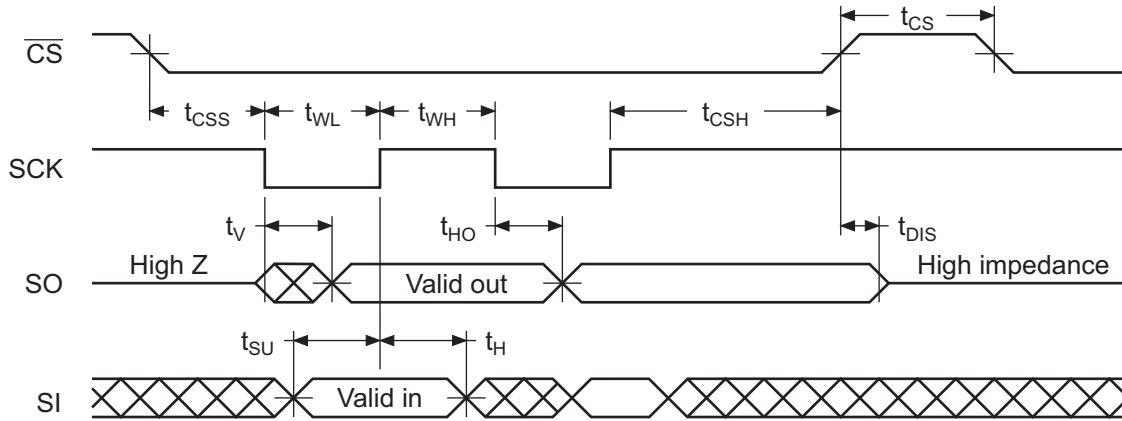 t_CS
C̅S̅
t_CSS
t_WL
t_WH
t_CSH
SCK
t_V
t_HO
t_DIS
High Z
High impedance
SO
Valid out
t_SU
t_H
SI
Valid in